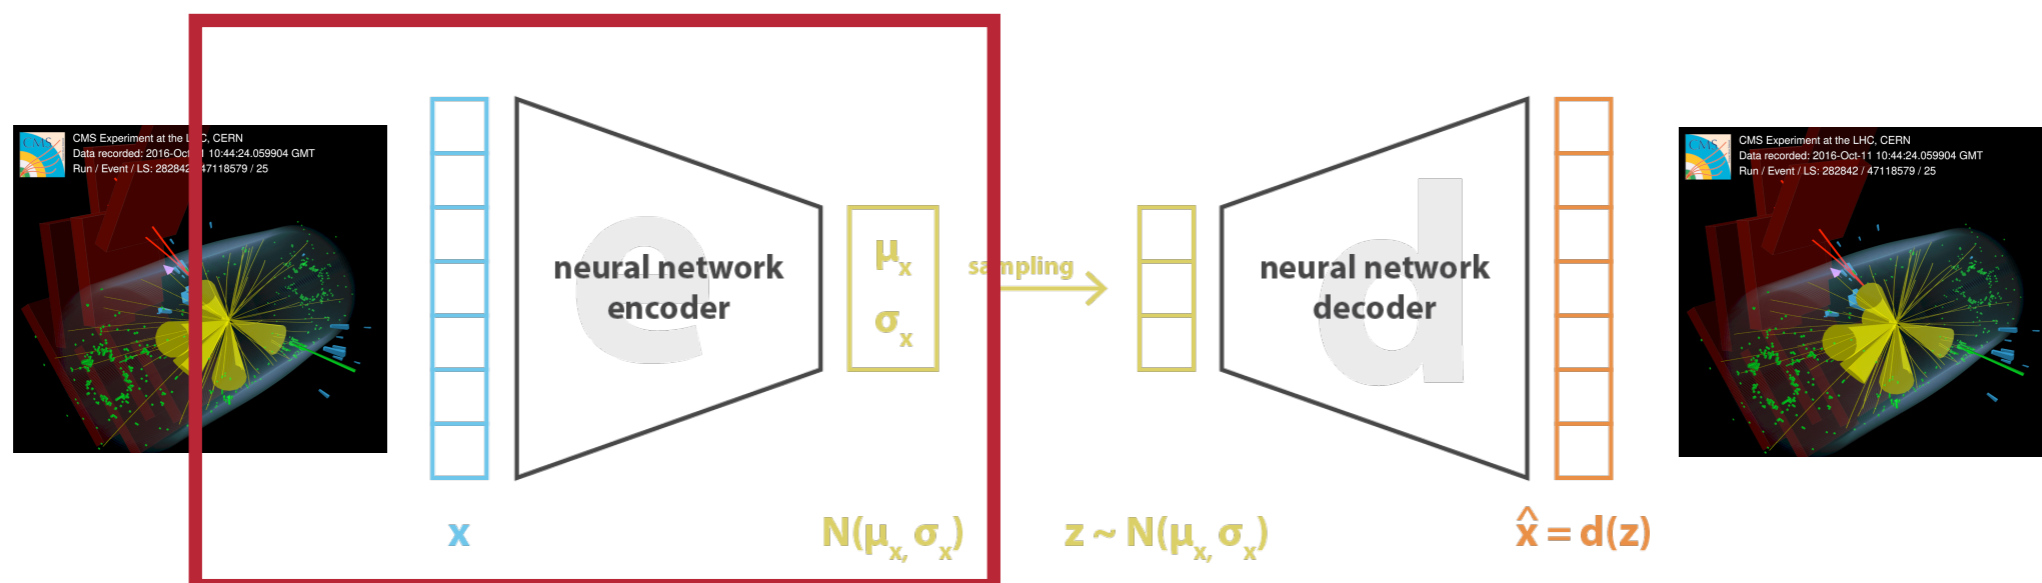 CMS Experiment at the LHC, CERN
Data recorded: 2016-Oct-11 10:44:24.059904 GMT
Run / Event / LS: 282842 / 47118579 / 25
CMS
e
neural network
encoder
μx
σx
sampling
d
neural network
decoder
CMS Experiment at the LHC, CERN
Data recorded: 2016-Oct-11 10:44:24.059904 GMT
Run / Event / LS: 282842 / 47118579 / 25
CMS
x
N(μx, σx)
z ~ N(μx, σx)
x̂ = d(z)